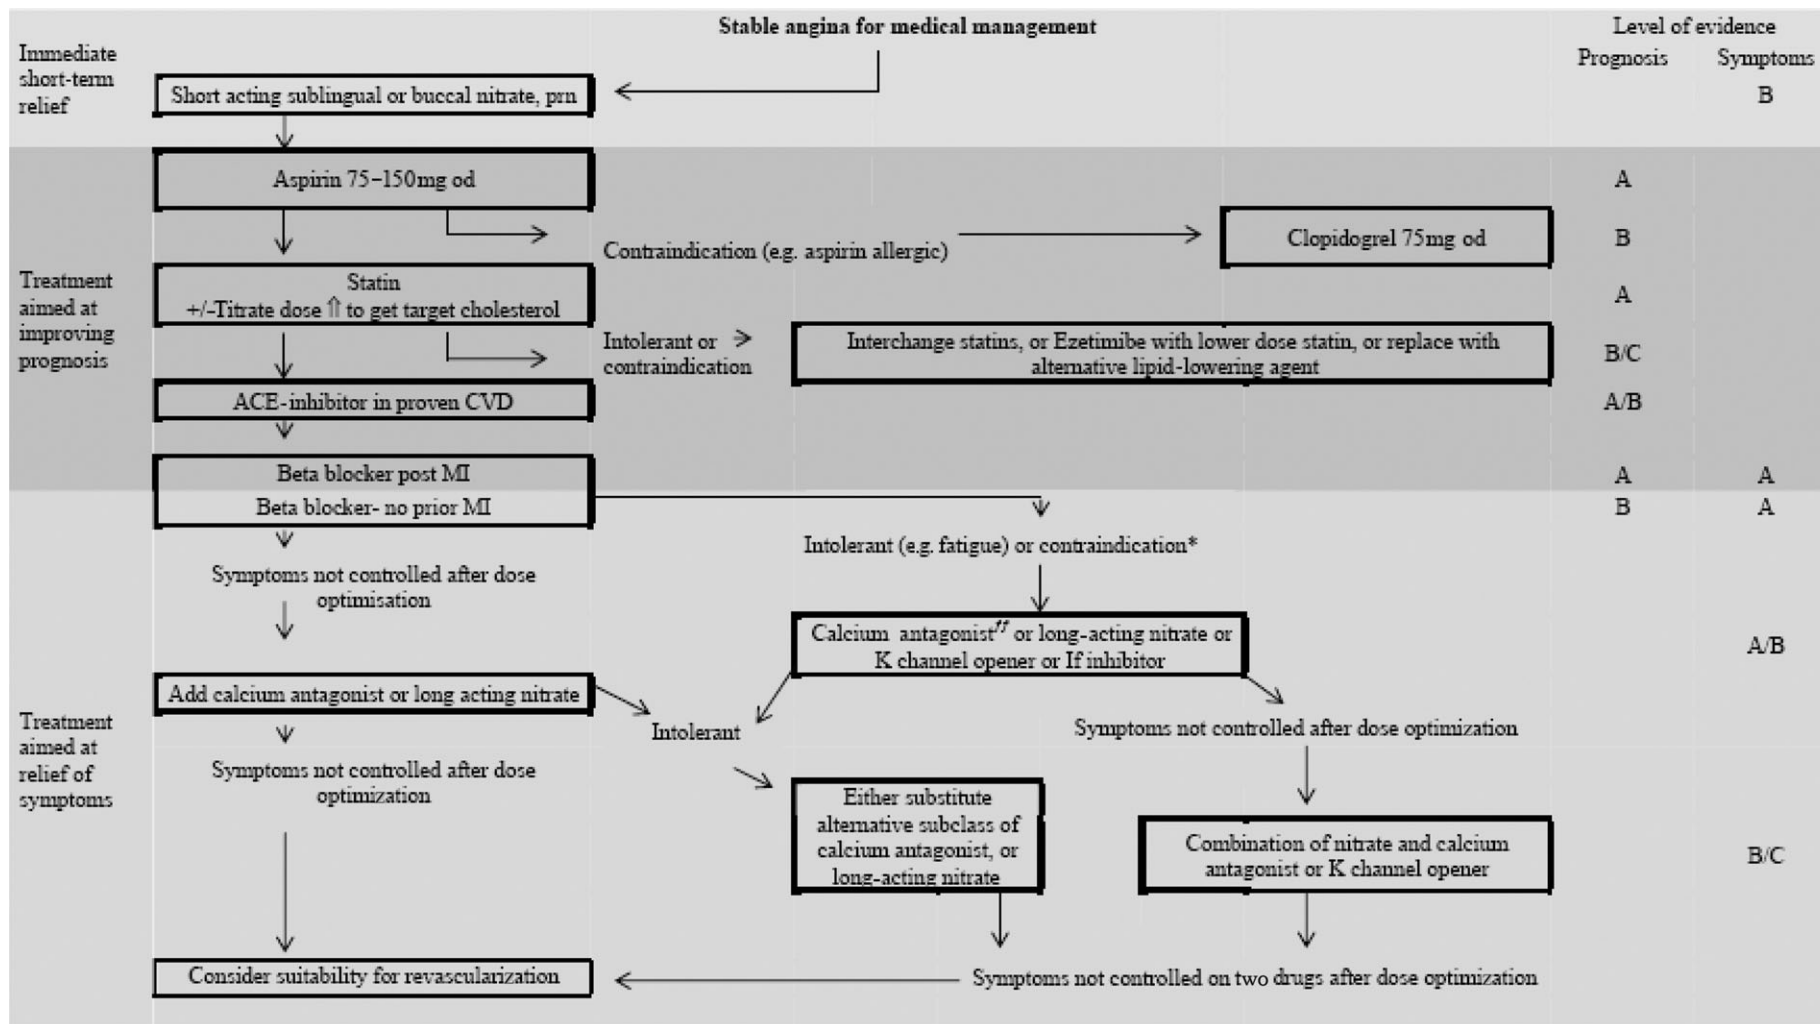 Stable angina for medical management
Level of evidence
Prognosis
Symptoms
Immediate
short-term
relief
Short acting sublingual or buccal nitrate, prn
B
Aspirin 75–150mg od
A
Contraindication (e.g. aspirin allergic)
Clopidogrel 75mg od
B
Treatment
aimed at
improving
prognosis
Statin
+/-Titrate dose ⇑ to get target cholesterol
A
Intolerant or
contraindication
Interchange statins, or Ezetimibe with lower dose statin, or replace with
alternative lipid-lowering agent
B/C
ACE-inhibitor in proven CVD
A/B
Beta blocker post MI
A
A
Beta blocker- no prior MI
B
A
Intolerant (e.g. fatigue) or contraindication*
Symptoms not controlled after dose
optimisation
Calcium antagonist†† or long-acting nitrate or
K channel opener or If inhibitor
A/B
Add calcium antagonist or long acting nitrate
Treatment
aimed at
relief of
symptoms
Intolerant
Symptoms not controlled after dose optimization
Symptoms not controlled after dose
optimization
Either substitute
alternative subclass of
calcium antagonist, or
long-acting nitrate
Combination of nitrate and calcium
antagonist or K channel opener
B/C
Consider suitability for revascularization
Symptoms not controlled on two drugs after dose optimization